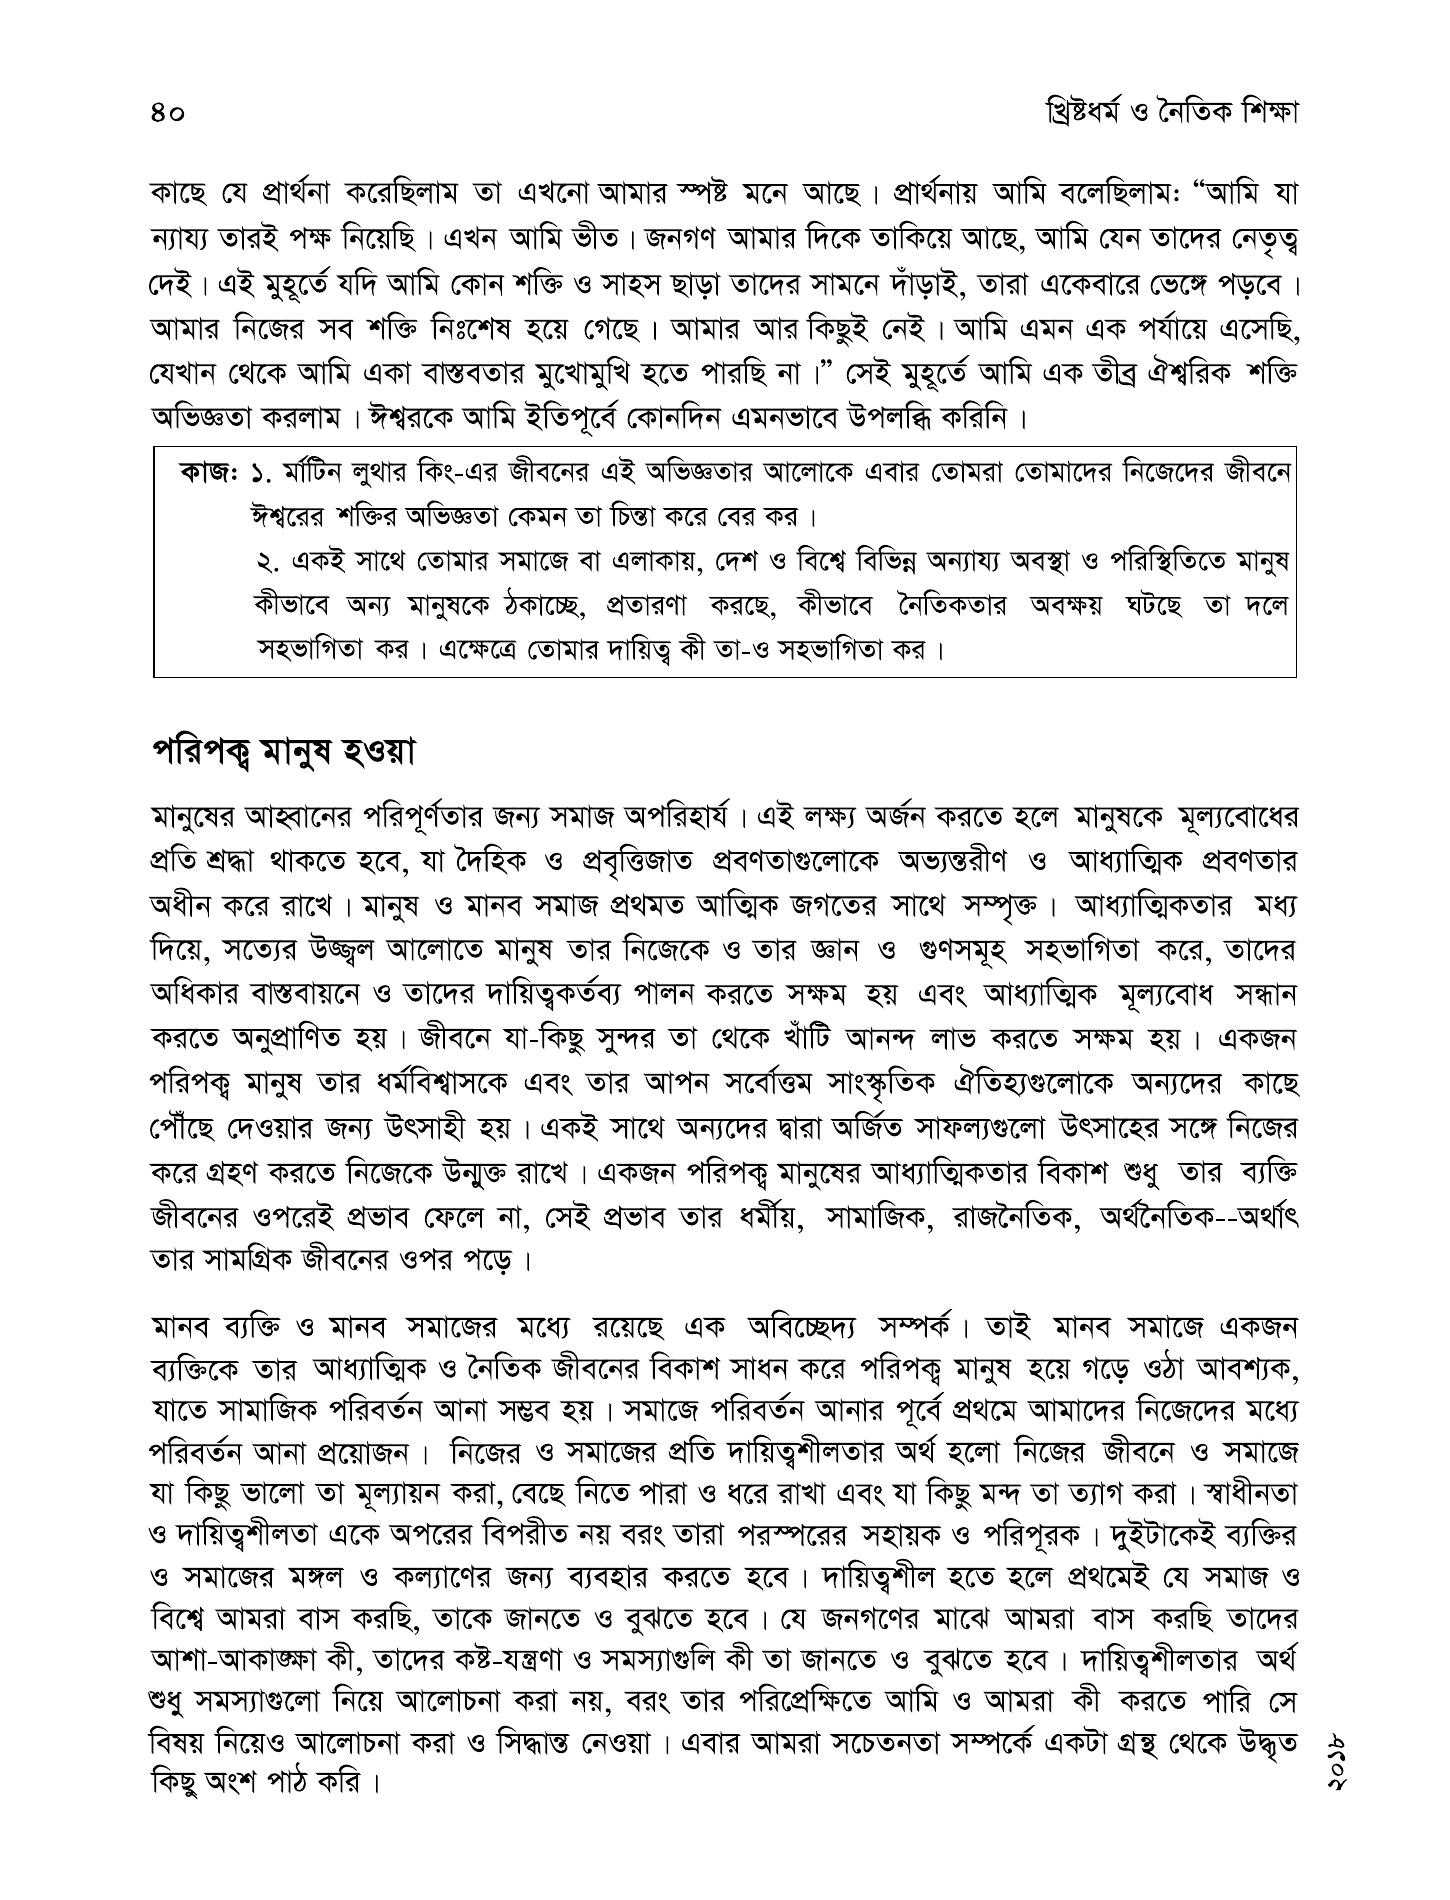 ৪০
খ্রিষ্টধর্ম ও নৈতিক শিক্ষা
কাছে যে প্রার্থনা করেছিলাম তা এখনো আমার স্পষ্ট মনে আছে। প্রার্থনায় আমি বলেছিলাম: “আমি যা
ন্যায্য তারই পক্ষ নিয়েছি। এখন আমি ভীত। জনগণ আমার দিকে তাকিয়ে আছে, আমি যেন তাদের নেতৃত্ব
দেই। এই মুহূর্তে যদি আমি কোন শক্তি ও সাহস ছাড়া তাদের সামনে দাঁড়াই, তারা একেবারে ভেঙ্গে পড়বে।
আমার নিজের সব শক্তি নিঃশেষ হয়ে গেছে। আমার আর কিছুই নেই। আমি এমন এক পর্যায়ে এসেছি,
যেখান থেকে আমি একা বাস্তবতার মুখোমুখি হতে পারছি না।” সেই মুহূর্তে আমি এক তীব্র ঐশ্বরিক শক্তি
অভিজ্ঞতা করলাম। ঈশ্বরকে আমি ইতিপূর্বে কোনদিন এমনভাবে উপলব্ধি করিনি।
কাজ: ১. মার্টিন লুথার কিং-এর জীবনের এই অভিজ্ঞতার আলোকে এবার তোমরা তোমাদের নিজেদের জীবনে
ঈশ্বরের শক্তির অভিজ্ঞতা কেমন তা চিন্তা করে বের কর।
২. একই সাথে তোমার সমাজে বা এলাকায়, দেশ ও বিশ্বে বিভিন্ন অন্যায্য অবস্থা ও পরিস্থিতিতে মানুষ
কীভাবে অন্য মানুষকে ঠকাচ্ছে, প্রতারণা করছে, কীভাবে নৈতিকতার অবক্ষয় ঘটছে তা দলে
সহভাগিতা কর। এক্ষেত্রে তোমার দায়িত্ব কী তা-ও সহভাগিতা কর।
পরিপক্ব মানুষ হওয়া
মানুষের আহ্বানের পরিপূর্ণতার জন্য সমাজ অপরিহার্য। এই লক্ষ্য অর্জন করতে হলে মানুষকে মূল্যবোধের
প্রতি শ্রদ্ধা থাকতে হবে, যা দৈহিক ও প্রবৃত্তিজাত প্রবণতাগুলোকে অভ্যন্তরীণ ও আধ্যাত্মিক প্রবণতার
অধীন করে রাখে। মানুষ ও মানব সমাজ প্রথমত আত্মিক জগতের সাথে সম্পৃক্ত। আধ্যাত্মিকতার মধ্য
দিয়ে, সত্যের উজ্জ্বল আলোতে মানুষ তার নিজেকে ও তার জ্ঞান ও গুণসমূহ সহভাগিতা করে, তাদের
অধিকার বাস্তবায়নে ও তাদের দায়িত্বকর্তব্য পালন করতে সক্ষম হয় এবং আধ্যাত্মিক মূল্যবোধ সন্ধান
করতে অনুপ্রাণিত হয়। জীবনে যা-কিছু সুন্দর তা থেকে খাঁটি আনন্দ লাভ করতে সক্ষম হয়। একজন
পরিপক্ব মানুষ তার ধর্মবিশ্বাসকে এবং তার আপন সর্বোত্তম সাংস্কৃতিক ঐতিহ্যগুলোকে অন্যদের কাছে
পৌঁছে দেওয়ার জন্য উৎসাহী হয়। একই সাথে অন্যদের দ্বারা অর্জিত সাফল্যগুলো উৎসাহের সঙ্গে নিজের
করে গ্রহণ করতে নিজেকে উন্মুক্ত রাখে। একজন পরিপক্ব মানুষের আধ্যাত্মিকতার বিকাশ শুধু তার ব্যক্তি
জীবনের ওপরেই প্রভাব ফেলে না, সেই প্রভাব তার ধর্মীয়, সামাজিক, রাজনৈতিক, অর্থনৈতিক--অর্থাৎ
তার সামগ্রিক জীবনের ওপর পড়ে।
মানব ব্যক্তি ও মানব সমাজের মধ্যে রয়েছে এক অবিচ্ছেদ্য সম্পর্ক। তাই মানব সমাজে একজন
ব্যক্তিকে তার আধ্যাত্মিক ও নৈতিক জীবনের বিকাশ সাধন করে পরিপক্ব মানুষ হয়ে গড়ে ওঠা আবশ্যক,
যাতে সামাজিক পরিবর্তন আনা সম্ভব হয়। সমাজে পরিবর্তন আনার পূর্বে প্রথমে আমাদের নিজেদের মধ্যে
পরিবর্তন আনা প্রয়োজন। নিজের ও সমাজের প্রতি দায়িত্বশীলতার অর্থ হলো নিজের জীবনে ও সমাজে
যা কিছু ভালো তা মূল্যায়ন করা, বেছে নিতে পারা ও ধরে রাখা এবং যা কিছু মন্দ তা ত্যাগ করা। স্বাধীনতা
ও দায়িত্বশীলতা একে অপরের বিপরীত নয় বরং তারা পরস্পরের সহায়ক ও পরিপূরক। দুইটাকেই ব্যক্তির
ও সমাজের মঙ্গল ও কল্যাণের জন্য ব্যবহার করতে হবে। দায়িত্বশীল হতে হলে প্রথমেই যে সমাজ ও
বিশ্বে আমরা বাস করছি, তাকে জানতে ও বুঝতে হবে। যে জনগণের মাঝে আমরা বাস করছি তাদের
আশা-আকাঙ্ক্ষা কী, তাদের কষ্ট-যন্ত্রণা ও সমস্যাগুলি কী তা জানতে ও বুঝতে হবে। দায়িত্বশীলতার অর্থ
শুধু সমস্যাগুলো নিয়ে আলোচনা করা নয়, বরং তার পরিপ্রেক্ষিতে আমি ও আমরা কী করতে পারি সে
বিষয় নিয়েও আলোচনা করা ও সিদ্ধান্ত নেওয়া। এবার আমরা সচেতনতা সম্পর্কে একটা গ্রন্থ থেকে উদ্ধৃত
কিছু অংশ পাঠ করি।
২০১৮